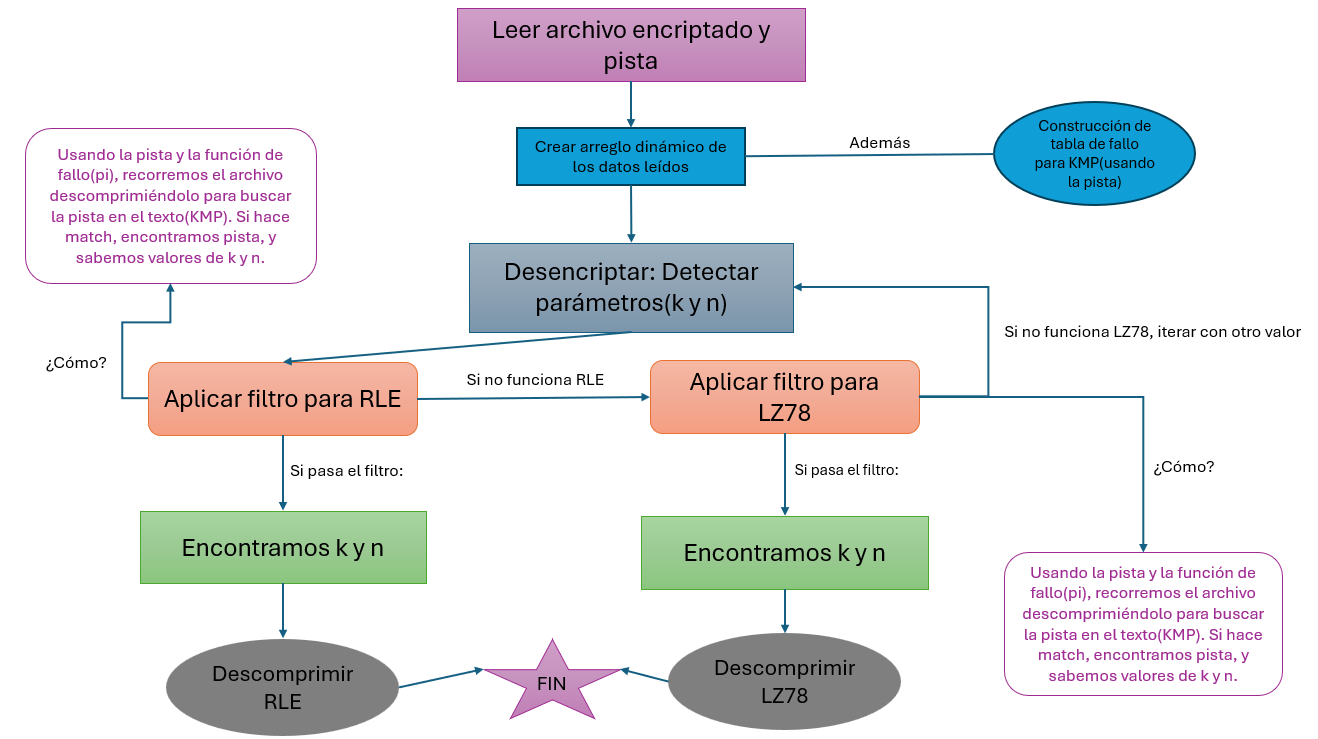 Leer archivo encriptado y
pista
Crear arreglo dinámico de
los datos leídos
Además
Construcción de
tabla de fallo
para KMP(usando
la pista)
Usando la pista y la función de
fallo(pi), recorremos el archivo
descomprimiéndolo para buscar
la pista en el texto(KMP). Si hace
match, encontramos pista, y
sabemos valores de k y n.
Desencriptar: Detectar
parámetros(k y n)
Si no funciona LZ78, iterar con otro valor
¿Cómo?
Aplicar filtro para RLE
Si no funciona RLE
Aplicar filtro para
LZ78
Si pasa el filtro:
Si pasa el filtro:
¿Cómo?
Encontramos k y n
Encontramos k y n
Usando la pista y la función de
fallo(pi), recorremos el archivo
descomprimiéndolo para buscar
la pista en el texto(KMP). Si hace
match, encontramos pista, y
sabemos valores de k y n.
Descomprimir
RLE
FIN
Descomprimir
LZ78